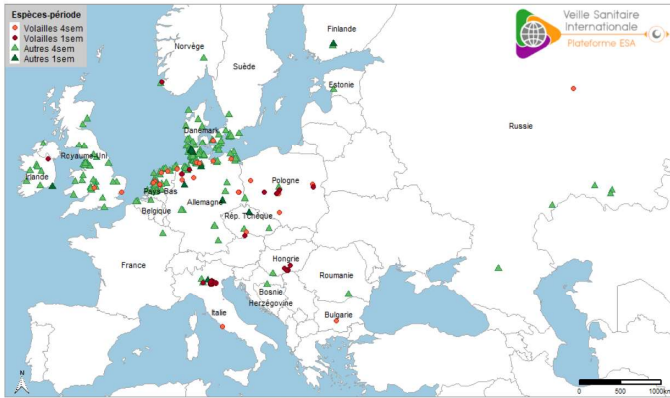 Espèces-période
Volailles 4sem
Volailles 1sem
Autres 4sem
Autres 1sem
Veille Sanitaire
Internationale
Plateforme ESA
Finlande
Norvège
Suède
Estonie
Russie
Danemark
Royaume-Uni
Irlande
Pays-Bas
Pologne
Belgique
Allemagne
Rép. Tchèque
France
Hongrie
Roumanie
Bosnie
Herzégovine
Italie
Bulgarie
N
0 500 1000km